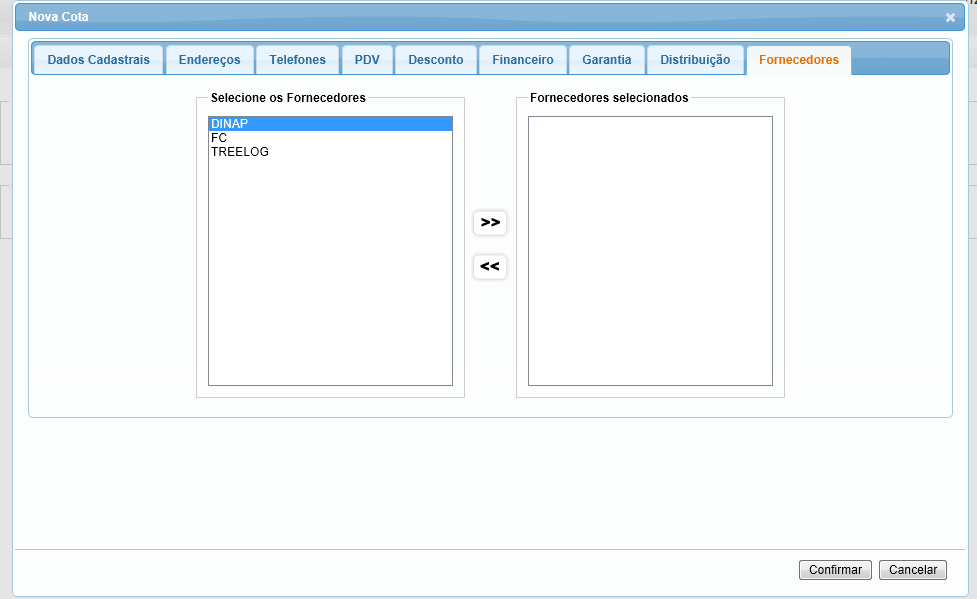 Nova Cota
Dados Cadastrais Endereços Telefones PDV Desconto Financeiro Garantia Distribuição Fornecedores
Selecione os Fornecedores
DINAP
FC
TREELOG
>>
<<
Fornecedores selecionados
Confirmar Cancelar